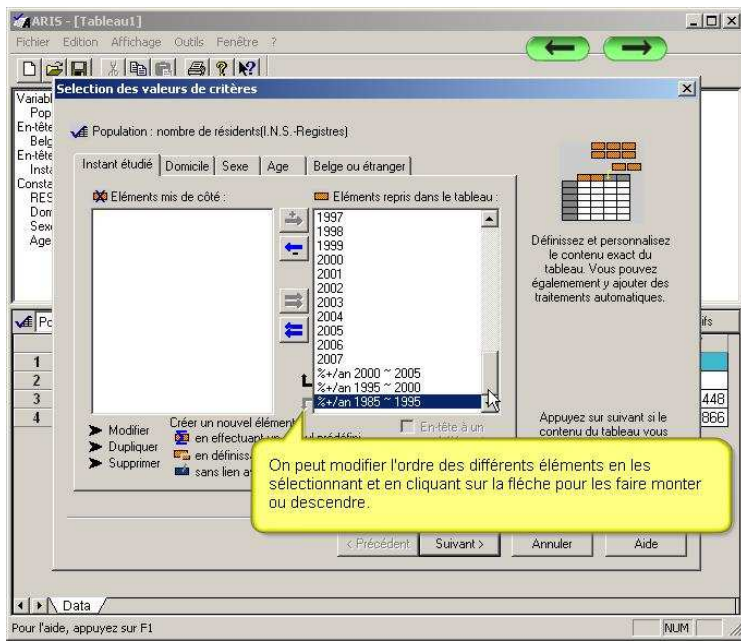 ARIS - [Tableau1]
Fichier Edition Affichage Outils Fenêtre ?
Selection des valeurs de critères
Variabl
Pop
En-tête
Belg
En-tête
Insta
Consta
RES
Dom
Sexe
Age
Population : nombre de résidents(I.N.S.-Registres)
Instant étudié Domicile Sexe Age Belge ou étranger
Eléments mis de côté :
Eléments repris dans le tableau :
1997
1998
1999
2000
2001
2002
2003
2004
2005
2006
2007
%+/an 2000 ~ 2005
%+/an 1995 ~ 2000
%+/an 1985 ~ 1995
Définissez et personnalisez
le contenu exact du
tableau. Vous pouvez
égalemement y ajouter des
traitements automatiques.
Po
ifs
1
2
3
448
4
866
Modifier
Dupliquer
Supprimer
Créer un nouvel élément
en effectuant un
prédéfini
en définissa
sans lien a
En-tête à un
Appuyez sur suivant si le
contenu du tableau vous
On peut modifier l'ordre des différents éléments en les
sélectionnant et en cliquant sur la fléche pour les faire monter
ou descendre.
< Précédent Suivant > Annuler Aide
Data
Pour l'aide, appuyez sur F1
NUM